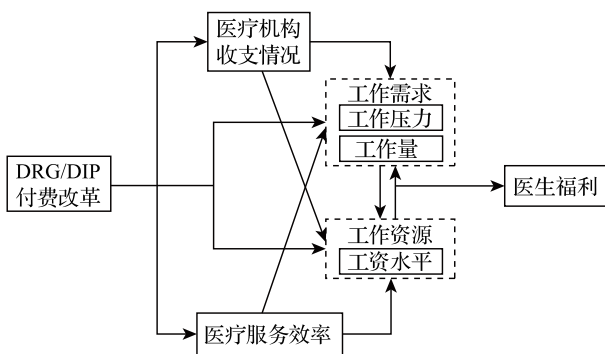 医疗机构
收支情况
工作需求
工作压力
工作量
DRG/DIP
付费改革
医生福利
工作资源
工资水平
医疗服务效率